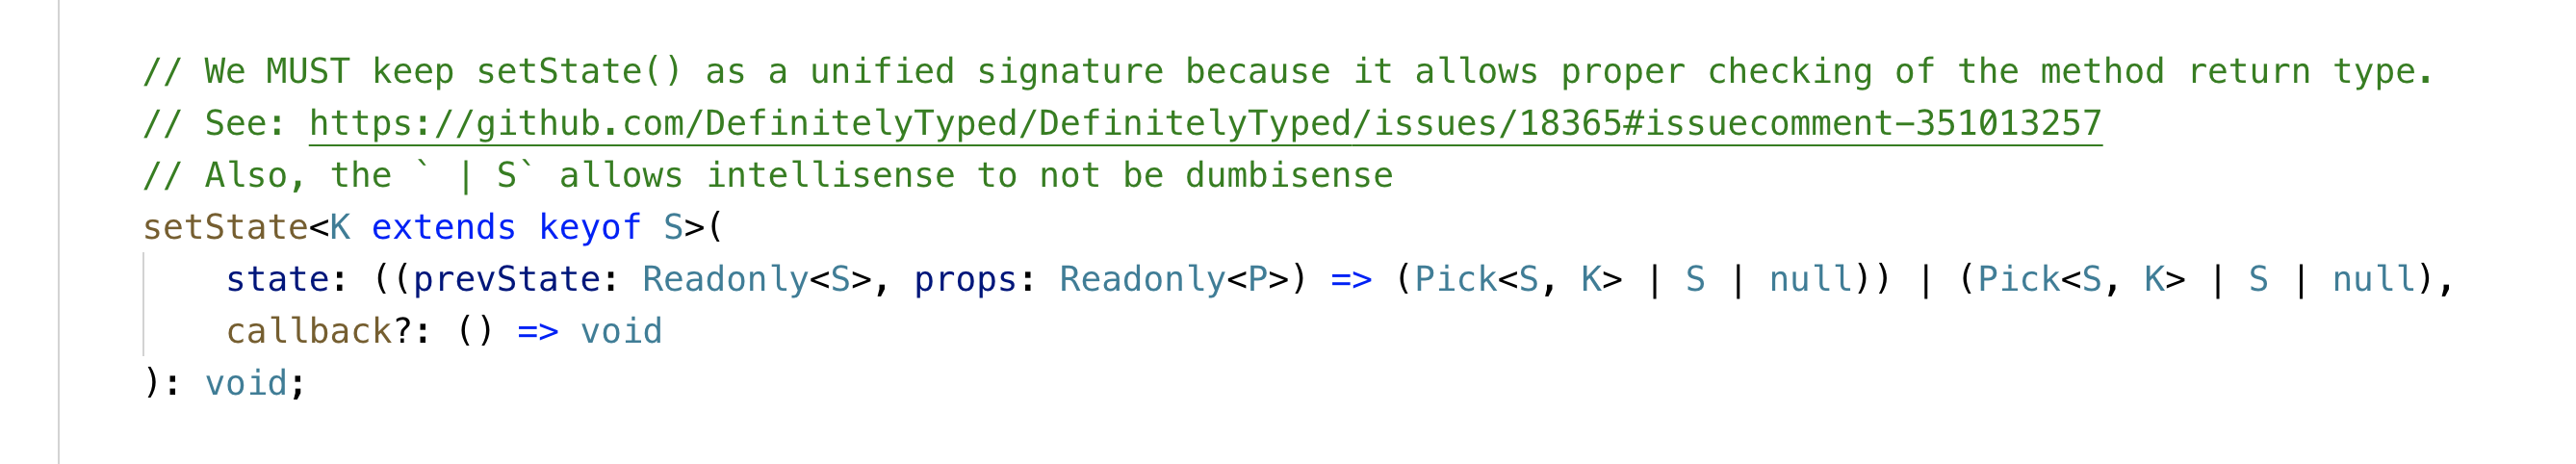 // We MUST keep setState() as a unified signature because it allows proper checking of the method return type.
// See: https://github.com/DefinitelyTyped/DefinitelyTyped/issues/18365#issuecomment-351013257
// Also, the ` | S` allows intellisense to not be dumbisense
setState<K extends keyof S>(
    state: ((prevState: Readonly<S>, props: Readonly<P>) => (Pick<S, K> | S | null)) | (Pick<S, K> | S | null),
    callback?: () => void
): void;